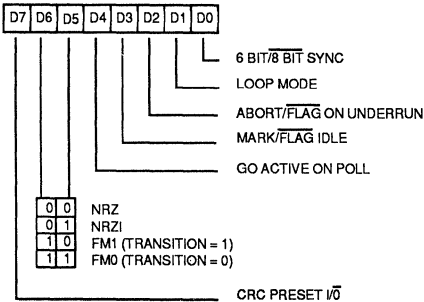 D7 D6 D5 D4 D3 D2 D1 D0
6 BIT/8 BIT SYNC
LOOP MODE
ABORT/FLAG ON UNDERRUN
MARK/FLAG IDLE
GO ACTIVE ON POLL
0 0 NRZ
0 1 NRZI
1 0 FM1 (TRANSITION = 1)
1 1 FM0 (TRANSITION = 0)
CRC PRESET I/0